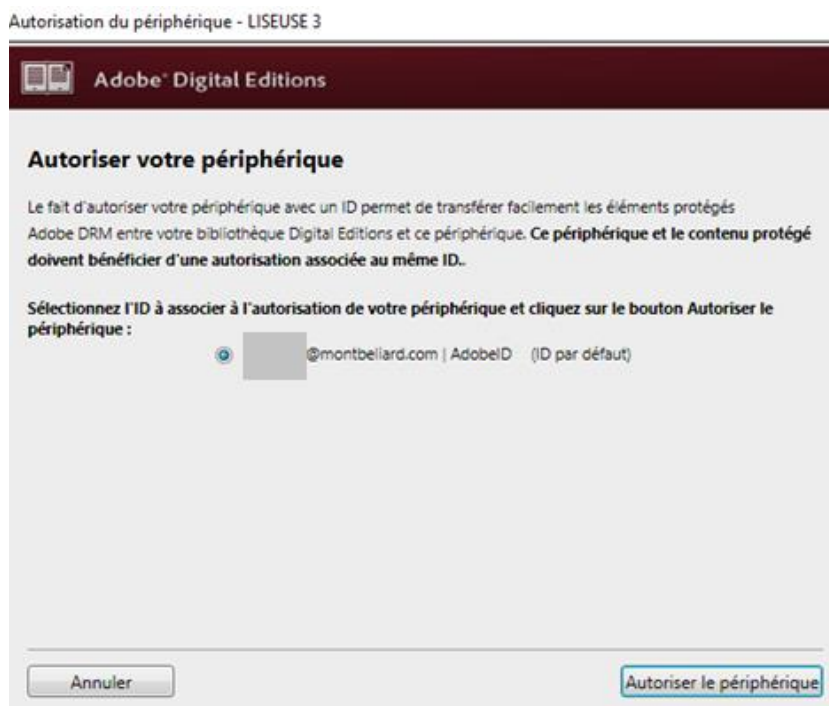 Autorisation du périphérique - LISEUSE 3
Adobe® Digital Editions
Autoriser votre périphérique
Le fait d'autoriser votre périphérique avec un ID permet de transférer facilement les éléments protégés
Adobe DRM entre votre bibliothèque Digital Editions et ce périphérique. Ce périphérique et le contenu protégé
doivent bénéficier d'une autorisation associée au même ID..
Sélectionnez l'ID à associer à l'autorisation de votre périphérique et cliquez sur le bouton Autoriser le
périphérique :
@montbeliard.com | AdobeID (ID par défaut)
Annuler
Autoriser le périphérique